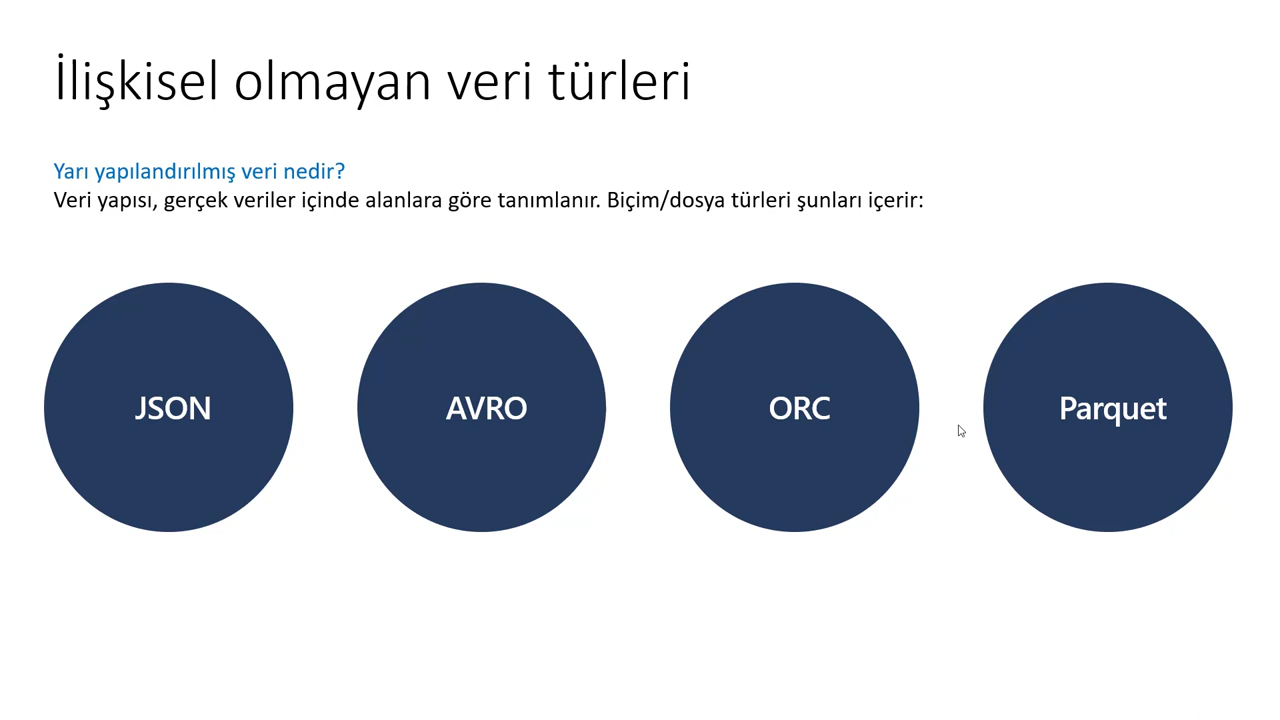 İlişkisel olmayan veri türleri
Yarı yapılandırılmış veri nedir?
Veri yapısı, gerçek veriler içinde alanlara göre tanımlanır. Biçim/dosya türleri şunları içerir:
JSON
AVRO
ORC
Parquet